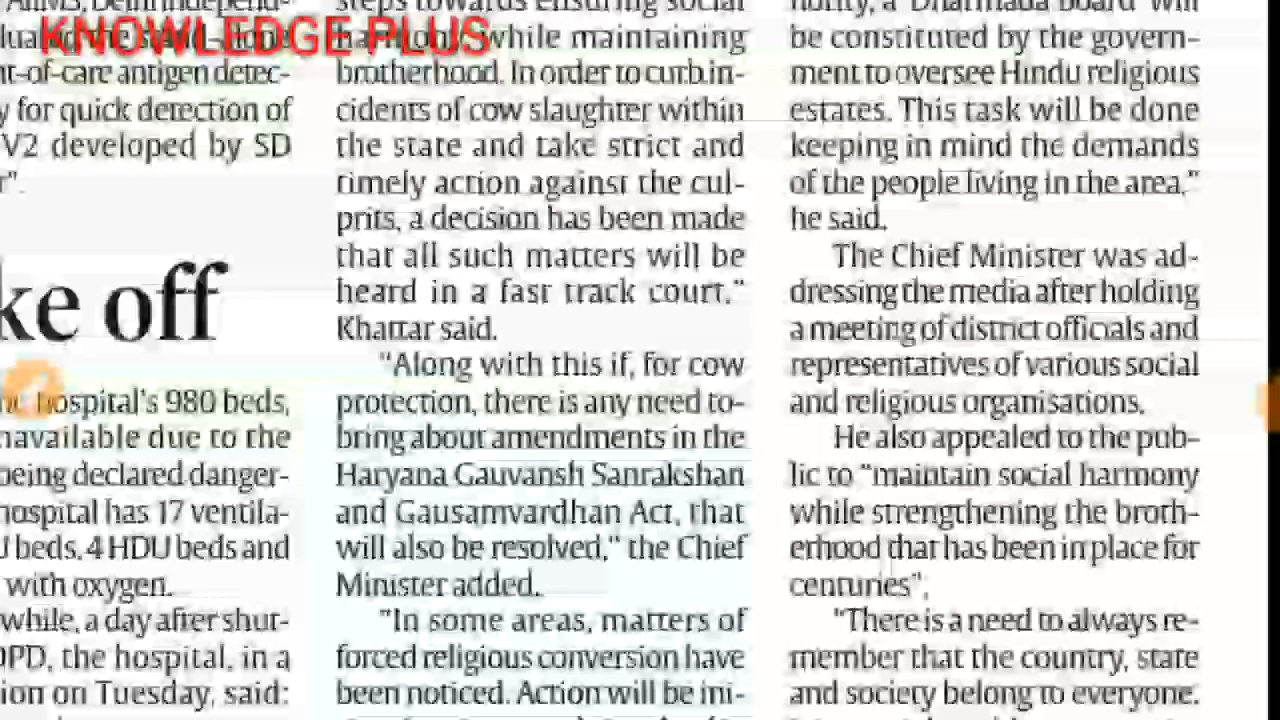 KNOWLEDGE PLUS
AIIMS, Delhi independ-
nt-of-care antigen detec-
y for quick detection of
V2 developed by SD
r".
ke off
hospital's 980 beds,
navailable due to the
being declared danger-
hospital has 17 ventila-
U beds, 4 HDU beds and
with oxygen.
while, a day after shut-
OPD, the hospital, in a
ion on Tuesday, said:
steps towards ensuring social
harmony while maintaining
brotherhood. In order to curb in-
cidents of cow slaughter within
the state and take strict and
timely action against the cul-
prits, a decision has been made
that all such matters will be
heard in a fast track court,"
Khattar said.
"Along with this if, for cow
protection, there is any need to-
bring about amendments in the
Haryana Gauvansh Sanrakshan
and Gausamvardhan Act, that
will also be resolved," the Chief
Minister added.
"In some areas, matters of
forced religious conversion have
been noticed. Action will be ini-
nority, a 'Dharmada Board' will
be constituted by the govern-
ment to oversee Hindu religious
estates. This task will be done
keeping in mind the demands
of the people living in the area,"
he said.
The Chief Minister was ad-
dressing the media after holding
a meeting of district officials and
representatives of various social
and religious organisations.
He also appealed to the pub-
lic to "maintain social harmony
while strengthening the broth-
erhood that has been in place for
centuries",
"There is a need to always re-
member that the country, state
and society belong to everyone.